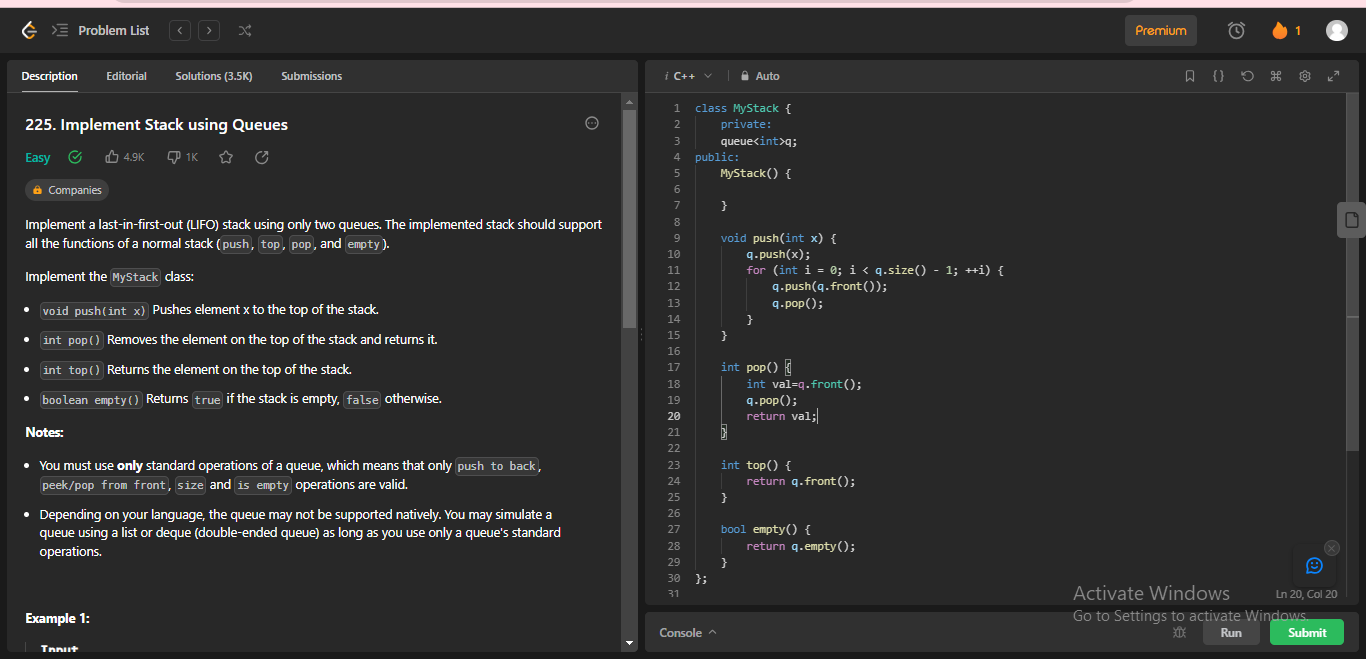 Problem List
Premium
1
Description Editorial Solutions (3.5K) Submissions
225. Implement Stack using Queues
Easy 4.9K 1K
Companies
Implement a last-in-first-out (LIFO) stack using only two queues. The implemented stack should support
all the functions of a normal stack (push, top, pop, and empty).
Implement the MyStack class:
• void push(int x) Pushes element x to the top of the stack.
• int pop() Removes the element on the top of the stack and returns it.
• int top() Returns the element on the top of the stack.
• boolean empty() Returns true if the stack is empty, false otherwise.
Notes:
• You must use only standard operations of a queue, which means that only push to back,
peek/pop from front, size and is empty operations are valid.
• Depending on your language, the queue may not be supported natively. You may simulate a
queue using a list or deque (double-ended queue) as long as you use only a queue's standard
operations.
Example 1:
Input
i C++ Auto
1 class MyStack {
2 private:
3 queue<int>q;
4 public:
5 MyStack() {
6
7 }
8
9 void push(int x) {
10 q.push(x);
11 for (int i = 0; i < q.size() - 1; ++i) {
12 q.push(q.front());
13 q.pop();
14 }
15 }
16
17 int pop() {
18 int val=q.front();
19 q.pop();
20 return val;
21 }
22
23 int top() {
24 return q.front();
25 }
26
27 bool empty() {
28 return q.empty();
29 }
30 };
31
Activate Windows
Go to Settings to activate Windows.
Ln 20, Col 20
Console
Run
Submit